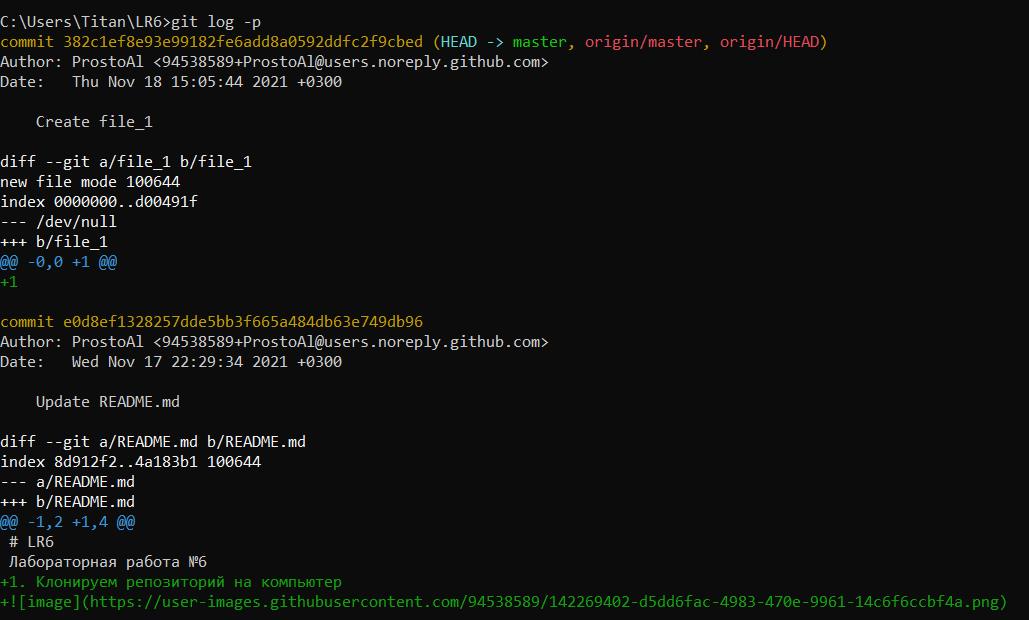 C:\Users\Titan\LR6>git log -p
commit 382c1ef8e93e99182fe6add8a0592ddfc2f9cbed (HEAD -> master, origin/master, origin/HEAD)
Author: ProstoAl <94538589+ProstoAl@users.noreply.github.com>
Date:   Thu Nov 18 15:05:44 2021 +0300
    Create file_1
diff --git a/file_1 b/file_1
new file mode 100644
index 0000000..d00491f
--- /dev/null
+++ b/file_1
@@ -0,0 +1 @@
+1
commit e0d8ef1328257dde5bb3f665a484db63e749db96
Author: ProstoAl <94538589+ProstoAl@users.noreply.github.com>
Date:   Wed Nov 17 22:29:34 2021 +0300
    Update README.md
diff --git a/README.md b/README.md
index 8d912f2..4a183b1 100644
--- a/README.md
+++ b/README.md
@@ -1,2 +1,4 @@
 # LR6
 Лабораторная работа №6
+1. Клонируем репозиторий на компьютер
+![image](https://user-images.githubusercontent.com/94538589/142269402-d5dd6fac-4983-470e-9961-14c6f6ccbf4a.png)